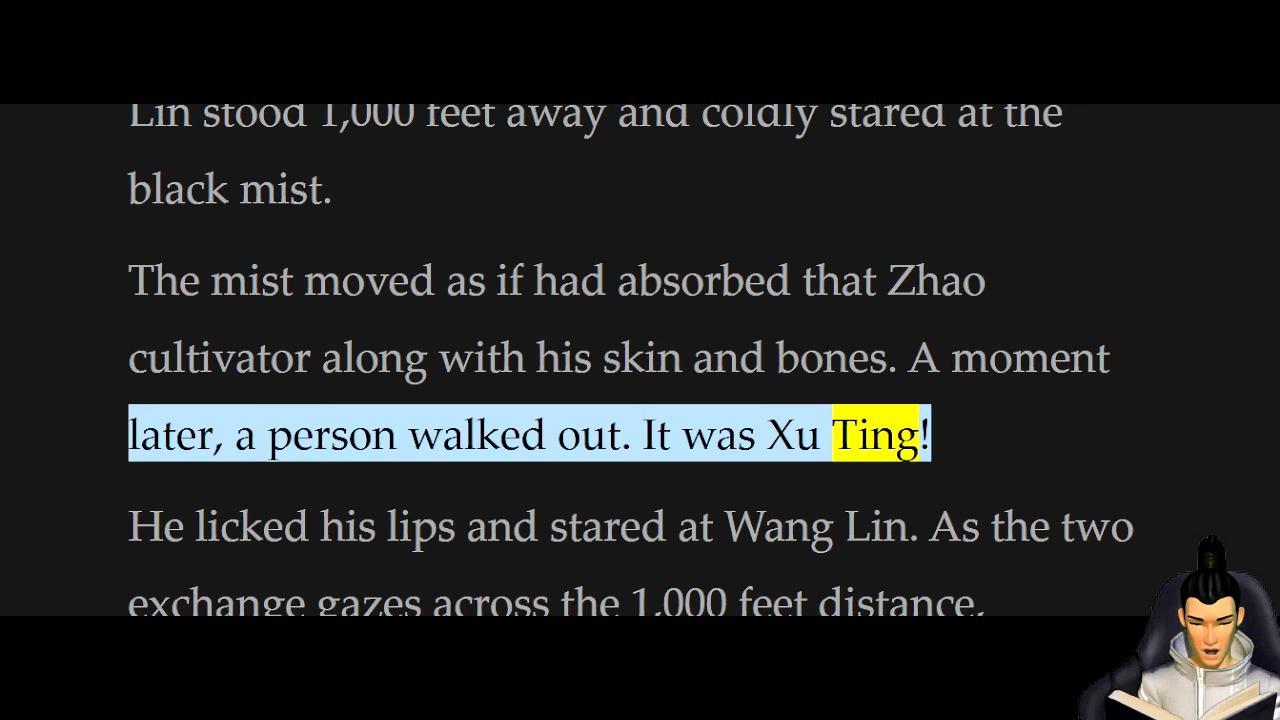 Lin stood 1,000 feet away and coldly stared at the
black mist.
The mist moved as if had absorbed that Zhao
cultivator along with his skin and bones. A moment
later, a person walked out. It was Xu Ting!
He licked his lips and stared at Wang Lin. As the two
exchange gazes across the 1,000 feet distance,